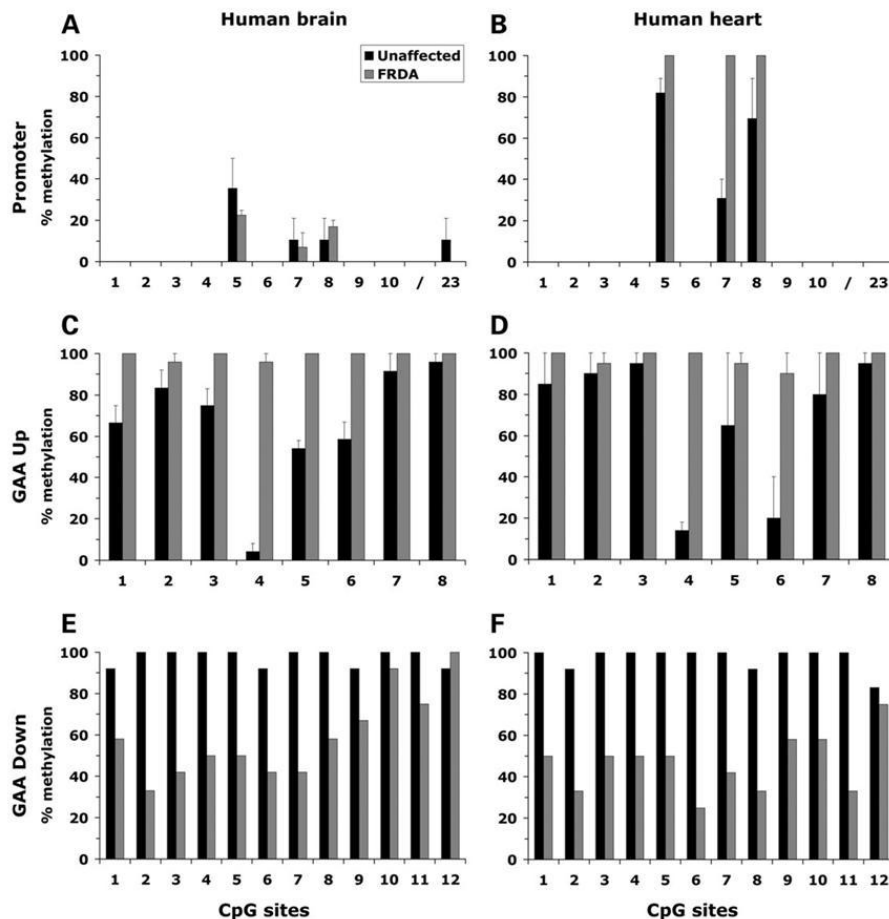 Human brain
Human heart
A
B
Unaffected
FRDA
Promoter
% methylation
100
80
60
40
20
0
1 2 3 4 5 6 7 8 9 10 / 23
100
80
60
40
20
0
1 2 3 4 5 6 7 8 9 10 / 23
C
D
GAA Up
% methylation
100
80
60
40
20
0
1 2 3 4 5 6 7 8
100
80
60
40
20
0
1 2 3 4 5 6 7 8
E
F
GAA Down
% methylation
100
80
60
40
20
0
1 2 3 4 5 6 7 8 9 10 11 12
100
80
60
40
20
0
1 2 3 4 5 6 7 8 9 10 11 12
CpG sites
CpG sites